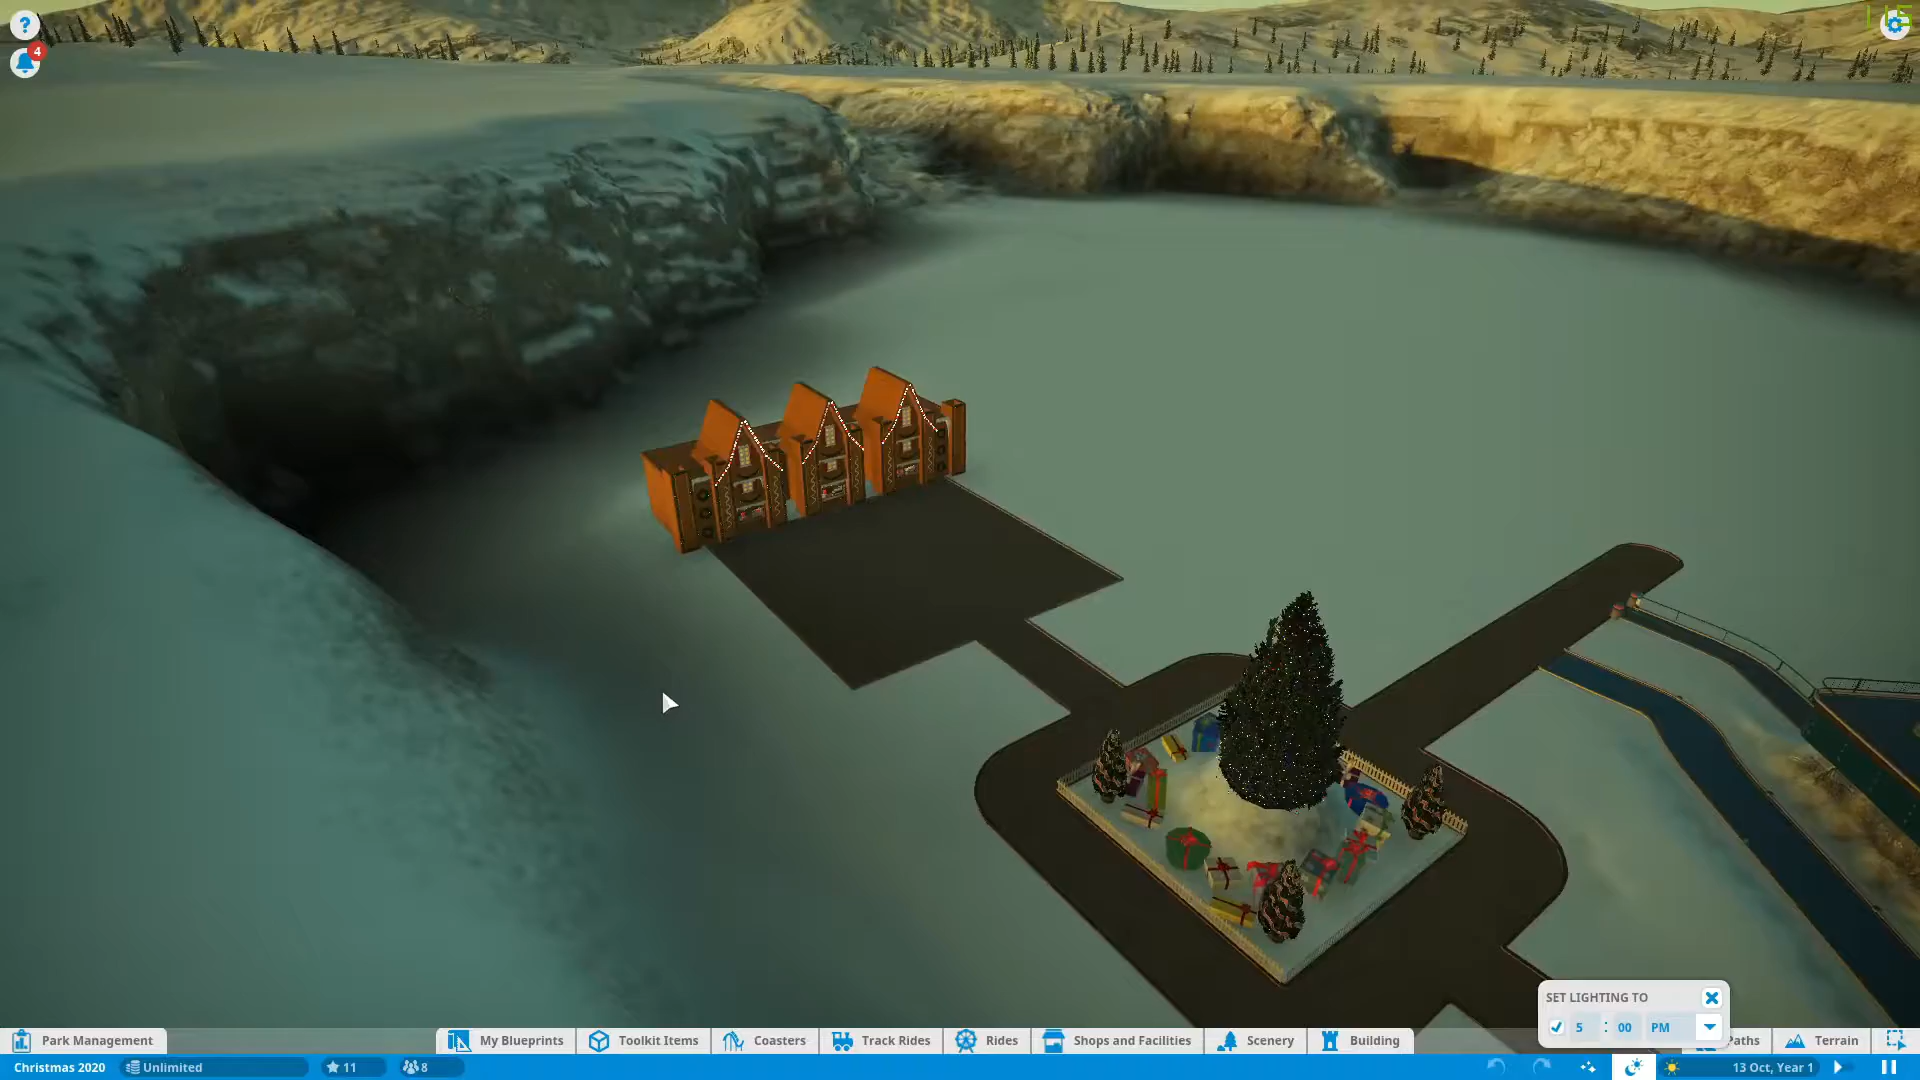 ?
4
SET LIGHTING TO
5 : 00 PM
Park Management
My Blueprints
Toolkit Items
Coasters
Track Rides
Rides
Shops and Facilities
Scenery
Building
Paths
Terrain
Christmas 2020
Unlimited
11
8
13 Oct, Year 1